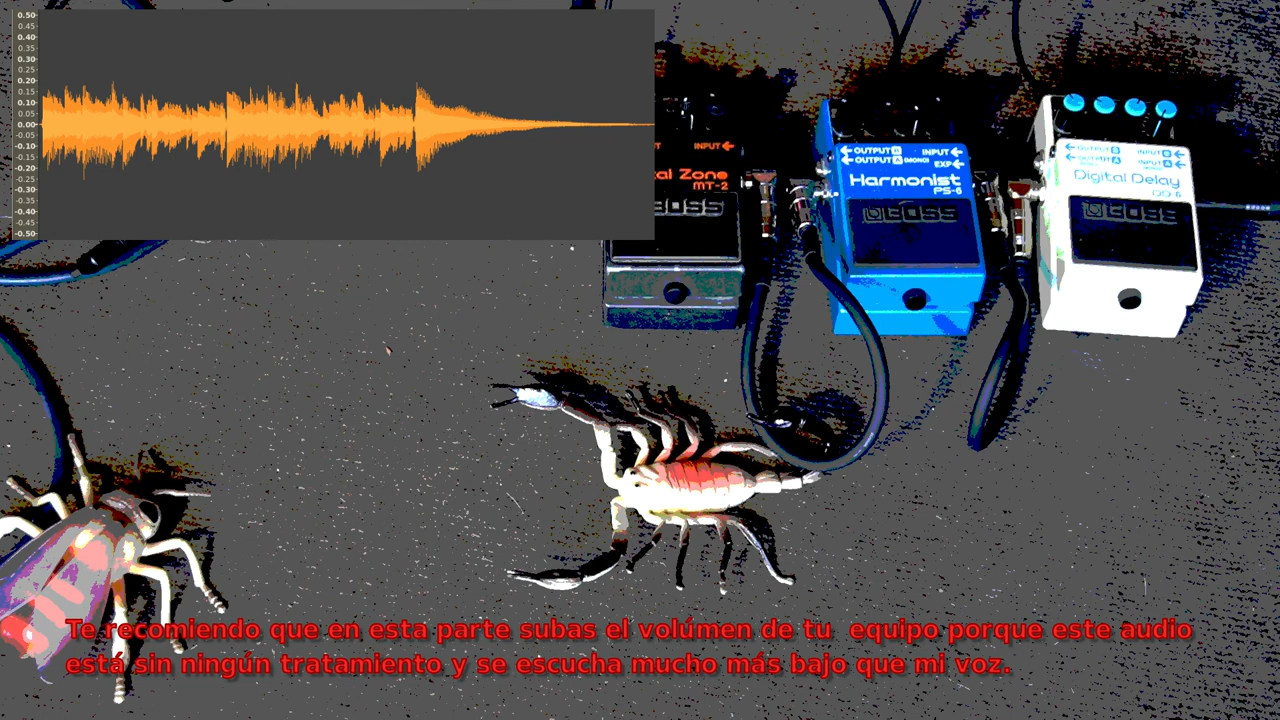 0.50
0.45
0.40
0.35
0.30
0.25
0.20
0.15
0.10
0.05
0.00
-0.05
-0.10
-0.15
-0.20
-0.25
-0.30
-0.35
-0.40
-0.45
-0.50
INPUT
Zone
MT-2
BOSS
OUTPUT B INPUT
OUTPUT A (MONO) EXP
Harmonist
PS-6
BOSS
OUTPUT B INPUT B
OUTPUT A INPUT A
Digital Delay
DD-6
BOSS
Te recomiendo que en esta parte subas el volúmen de tu equipo porque este audio
está sin ningún tratamiento y se escucha mucho más bajo que mi voz.